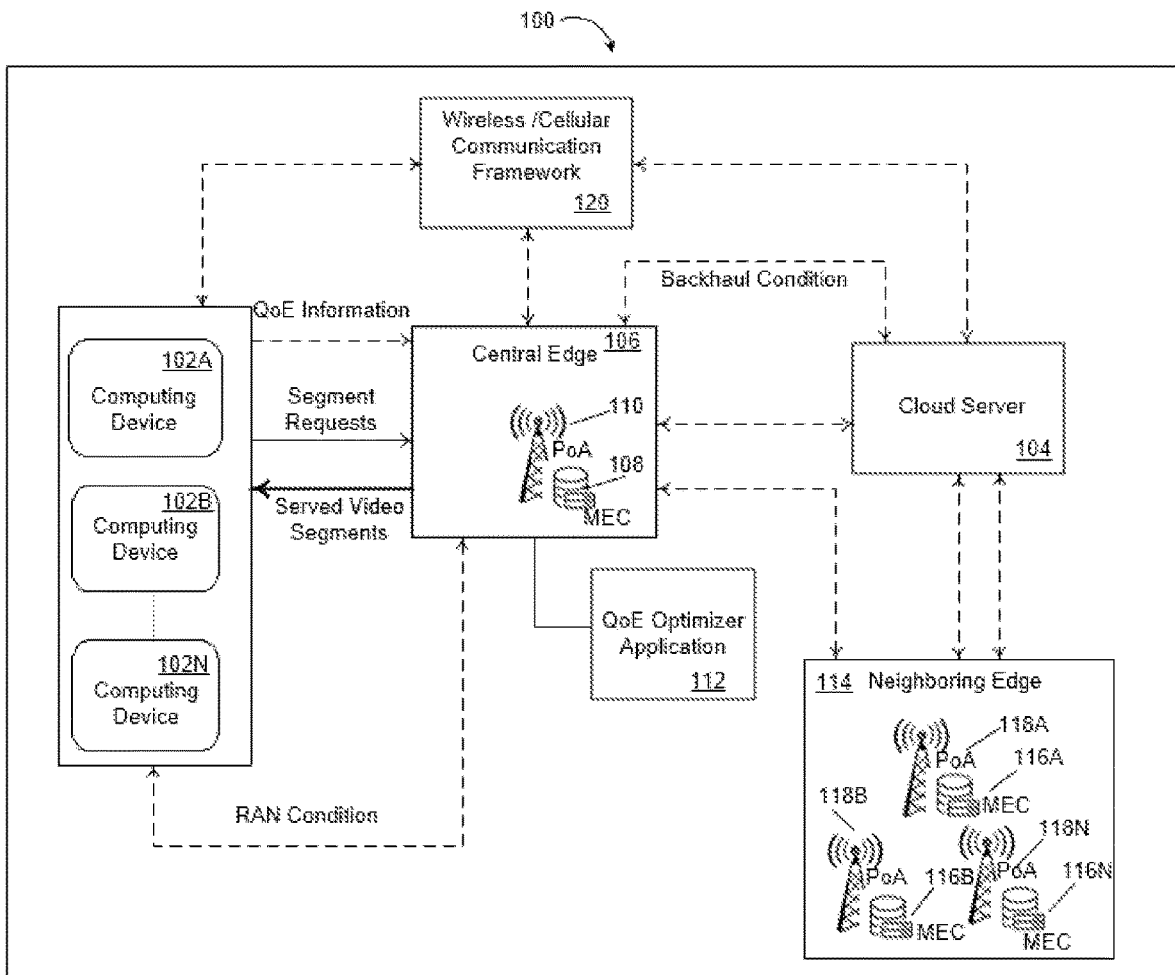 100
Wireless /Cellular
Communication
Framework
120
Backhaul Condition
QoE Information
102A
Computing
Device
Segment
Requests
Served Video
Segments
102B
Computing
Device
102N
Computing
Device
106
Central Edge
110
PoA
108
MEC
Cloud Server
104
QoE Optimizer
Application
112
RAN Condition
114 Neighboring Edge
118A
PoA
116A
MEC
118B
PoA
116B
MEC
118N
PoA
116N
MEC